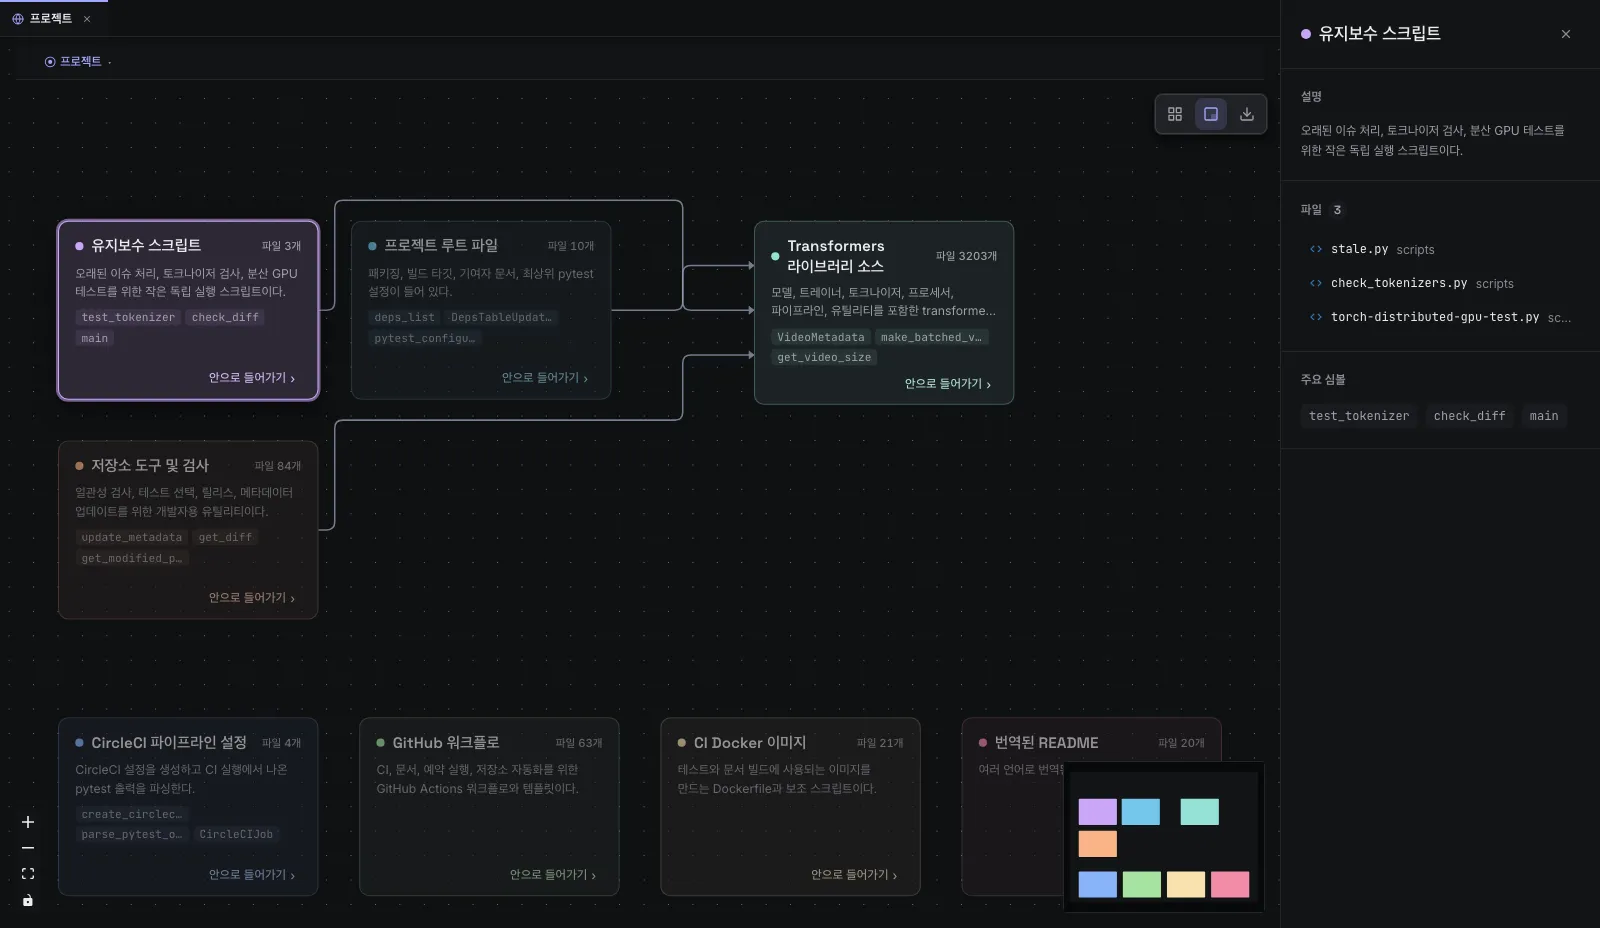 프로젝트
프로젝트
유지보수 스크립트 파일 3개
오래된 이슈 처리, 토크나이저 검사, 분산 GPU
테스트를 위한 작은 독립 실행 스크립트이다.
test_tokenizer check_diff
main
안으로 들어가기 ›
프로젝트 루트 파일 파일 10개
패키징, 빌드 타깃, 기여자 문서, 최상위 pytest
설정이 들어 있다.
deps_list DepsTableUpdat…
pytest_configu…
안으로 들어가기 ›
Transformers
라이브러리 소스 파일 3203개
모델, 트레이너, 토크나이저, 프로세서,
파이프라인, 유틸리티를 포함한 transforme...
VideoMetadata make_batched_v…
get_video_size
안으로 들어가기 ›
저장소 도구 및 검사 파일 84개
일관성 검사, 테스트 선택, 릴리스, 메타데이터
업데이트를 위한 개발자용 유틸리티이다.
update_metadata get_diff
get_modified_p…
안으로 들어가기 ›
CircleCI 파이프라인 설정 파일 4개
CircleCI 설정을 생성하고 CI 실행에서 나온
pytest 출력을 파싱한다.
create_circlec…
parse_pytest_o… CircleCIJob
안으로 들어가기 ›
GitHub 워크플로 파일 63개
CI, 문서, 예약 실행, 저장소 자동화를 위한
GitHub Actions 워크플로와 템플릿이다.
안으로 들어가기 ›
CI Docker 이미지 파일 21개
테스트와 문서 빌드에 사용되는 이미지를
만드는 Dockerfile과 보조 스크립트이다.
안으로 들어가기 ›
번역된 README 파일 20개
여러 언어로
유지보수 스크립트
설명
오래된 이슈 처리, 토크나이저 검사, 분산 GPU 테스트를
위한 작은 독립 실행 스크립트이다.
파일 3
stale.py scripts
check_tokenizers.py scripts
torch-distributed-gpu-test.py sc...
주요 심볼
test_tokenizer check_diff main